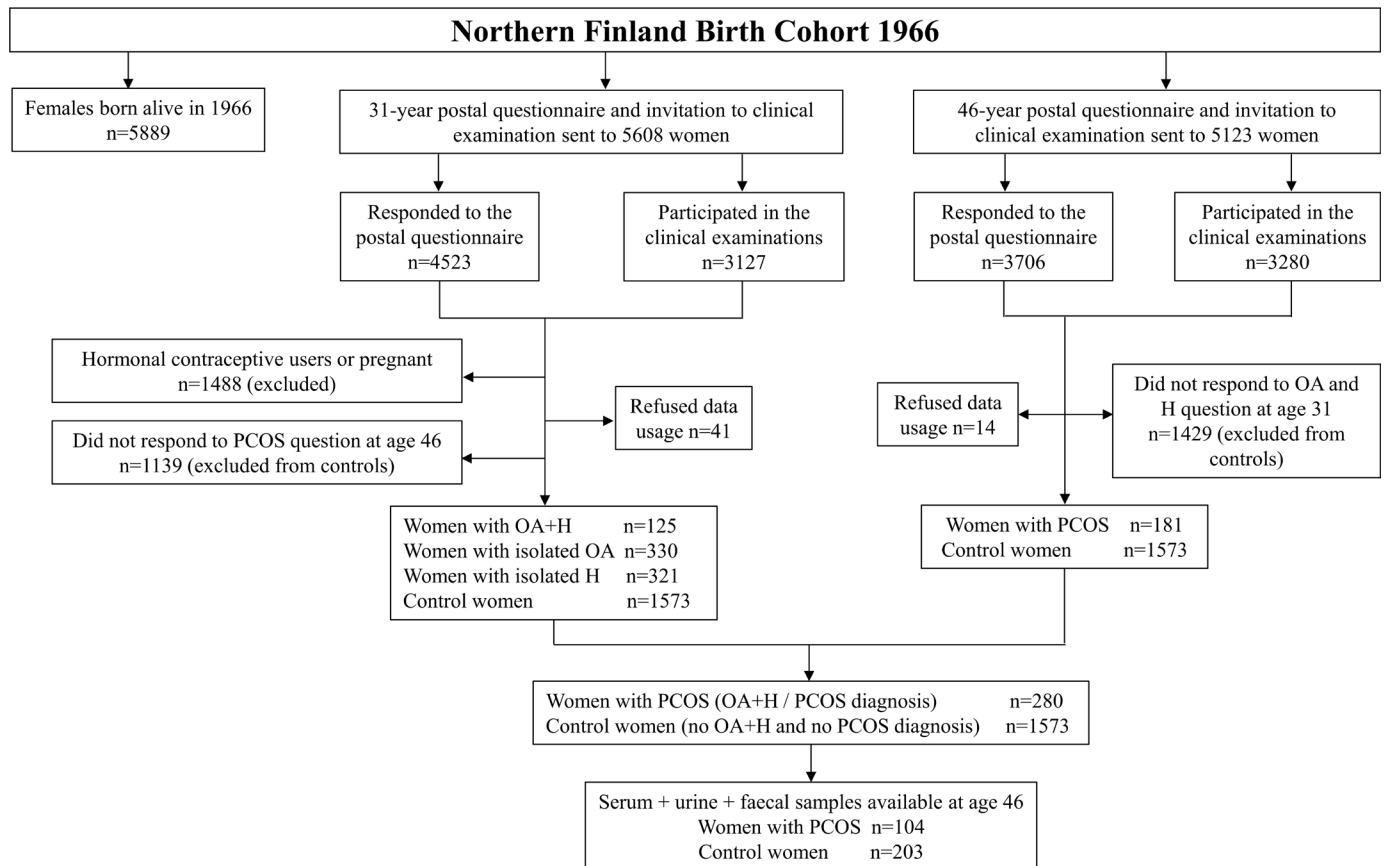 Northern Finland Birth Cohort 1966
Females born alive in 1966
n=5889
31-year postal questionnaire and invitation to clinical
examination sent to 5608 women
46-year postal questionnaire and invitation to
clinical examination sent to 5123 women
Responded to the
postal questionnaire
n=4523
Participated in the
clinical examinations
n=3127
Responded to the
postal questionnaire
n=3706
Participated in the
clinical examinations
n=3280
Hormonal contraceptive users or pregnant
n=1488 (excluded)
Refused data
usage n=41
Did not respond to PCOS question at age 46
n=1139 (excluded from controls)
Refused data
usage n=14
Did not respond to OA and
H question at age 31
n=1429 (excluded from
controls)
Women with OA+H n=125
Women with isolated OA n=330
Women with isolated H n=321
Control women n=1573
Women with PCOS n=181
Control women n=1573
Women with PCOS (OA+H / PCOS diagnosis) n=280
Control women (no OA+H and no PCOS diagnosis) n=1573
Serum + urine + faecal samples available at age 46
Women with PCOS n=104
Control women n=203